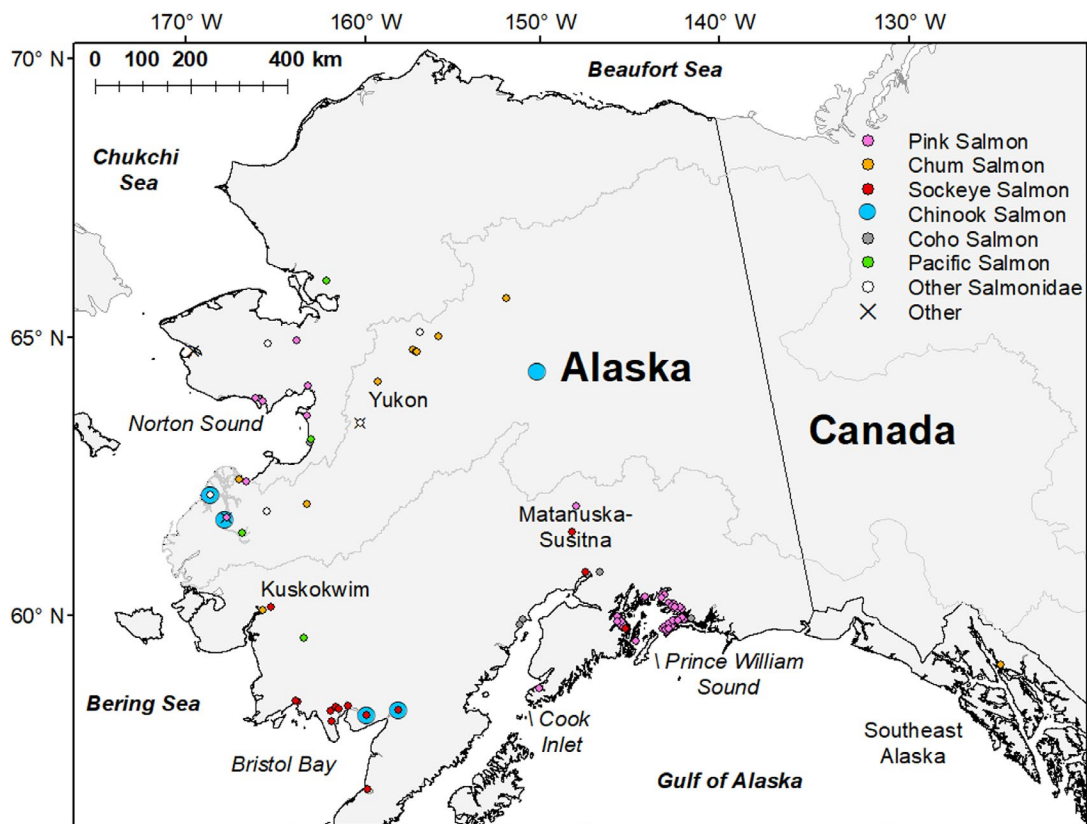 170° W
160° W
150° W
140° W
130° W
70° N
65° N
60° N
0 100 200 400 km
Beaufort Sea
Chukchi
Sea
Pink Salmon
Chum Salmon
Sockeye Salmon
Chinook Salmon
Coho Salmon
Pacific Salmon
Other Salmonidae
Other
Alaska
Yukon
Norton Sound
Canada
Matanuska-
Susitna
Kuskokwim
Prince William
Sound
Bering Sea
Cook
Inlet
Southeast
Alaska
Bristol Bay
Gulf of Alaska